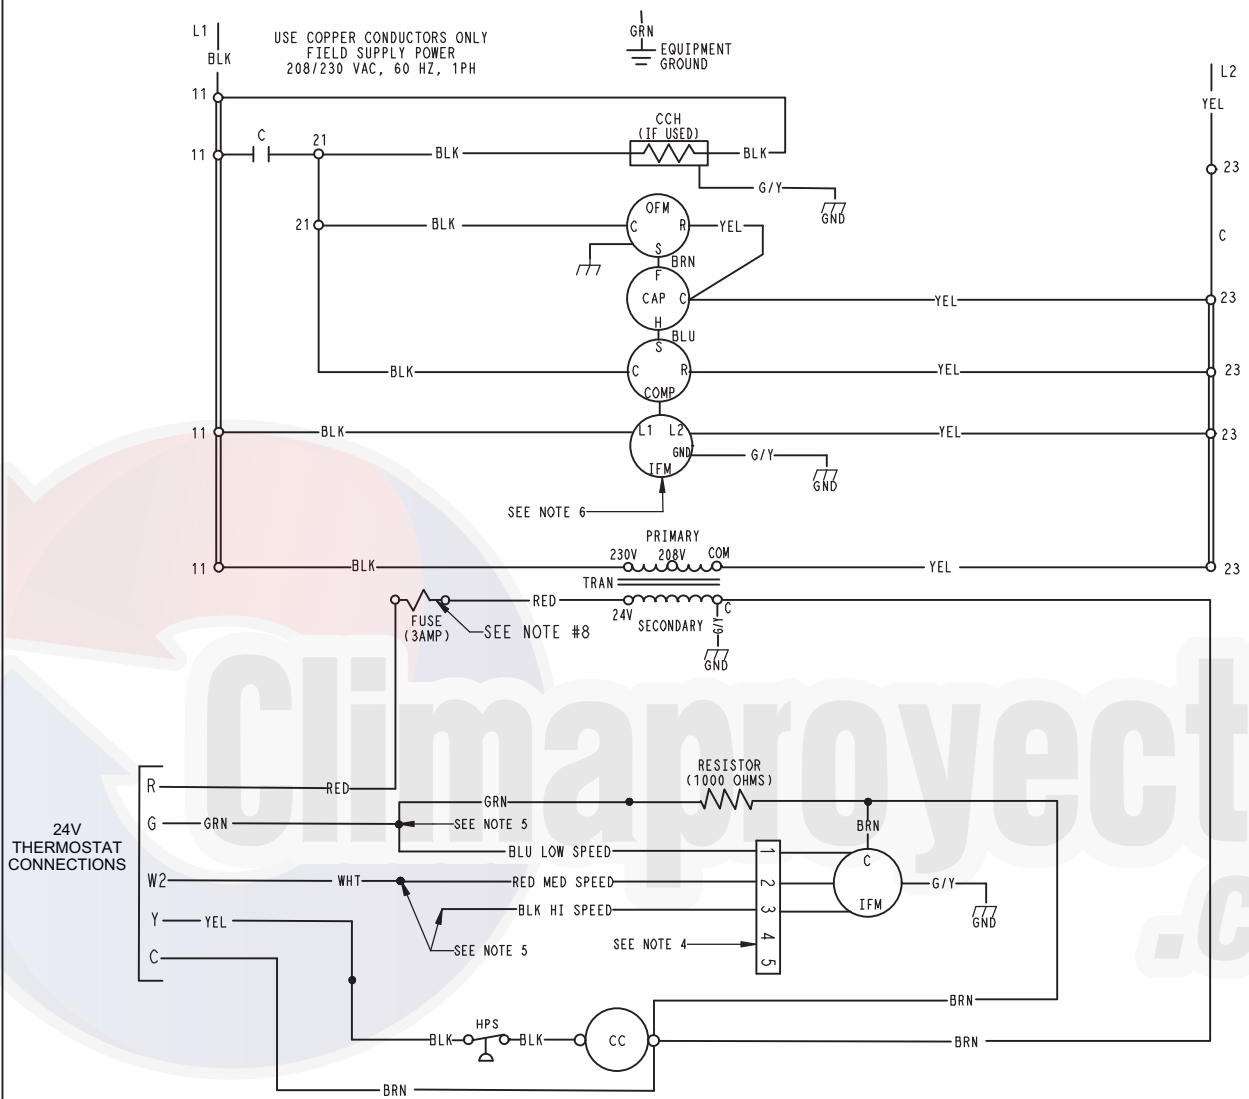 L1
BLK
USE COPPER CONDUCTORS ONLY
FIELD SUPPLY POWER
208/230 VAC, 60 HZ, 1PH
GRN
EQUIPMENT
GROUND
L2
YEL
11
CCH
(IF USED)
11
C
21
BLK
BLK
23
G/Y
GND
21
BLK
OFM
C
R
S
YEL
C
BRN
F
CAP
C
H
YEL
23
BLU
S
BLK
C
R
COMP
YEL
23
11
BLK
L1
L2
GND
IFM
YEL
23
G/Y
GND
SEE NOTE 6
PRIMARY
230V
208V
COM
11
BLK
YEL
23
TRAN
RED
24V
SECONDARY
C
G/Y
GND
FUSE
(3AMP)
SEE NOTE #8
Climaproyect
.c
RESISTOR
(1000 OHMS)
24V
THERMOSTAT
CONNECTIONS
R
RED
GRN
G
GRN
SEE NOTE 5
BRN
BLU LOW SPEED
1
C
W2
WHT
RED MED SPEED
2
G/Y
GND
BLK HI SPEED
3
IFM
Y
YEL
SEE NOTE 5
SEE NOTE 4
4
5
C
BRN
HPS
BLK
BLK
CC
BRN
BRN